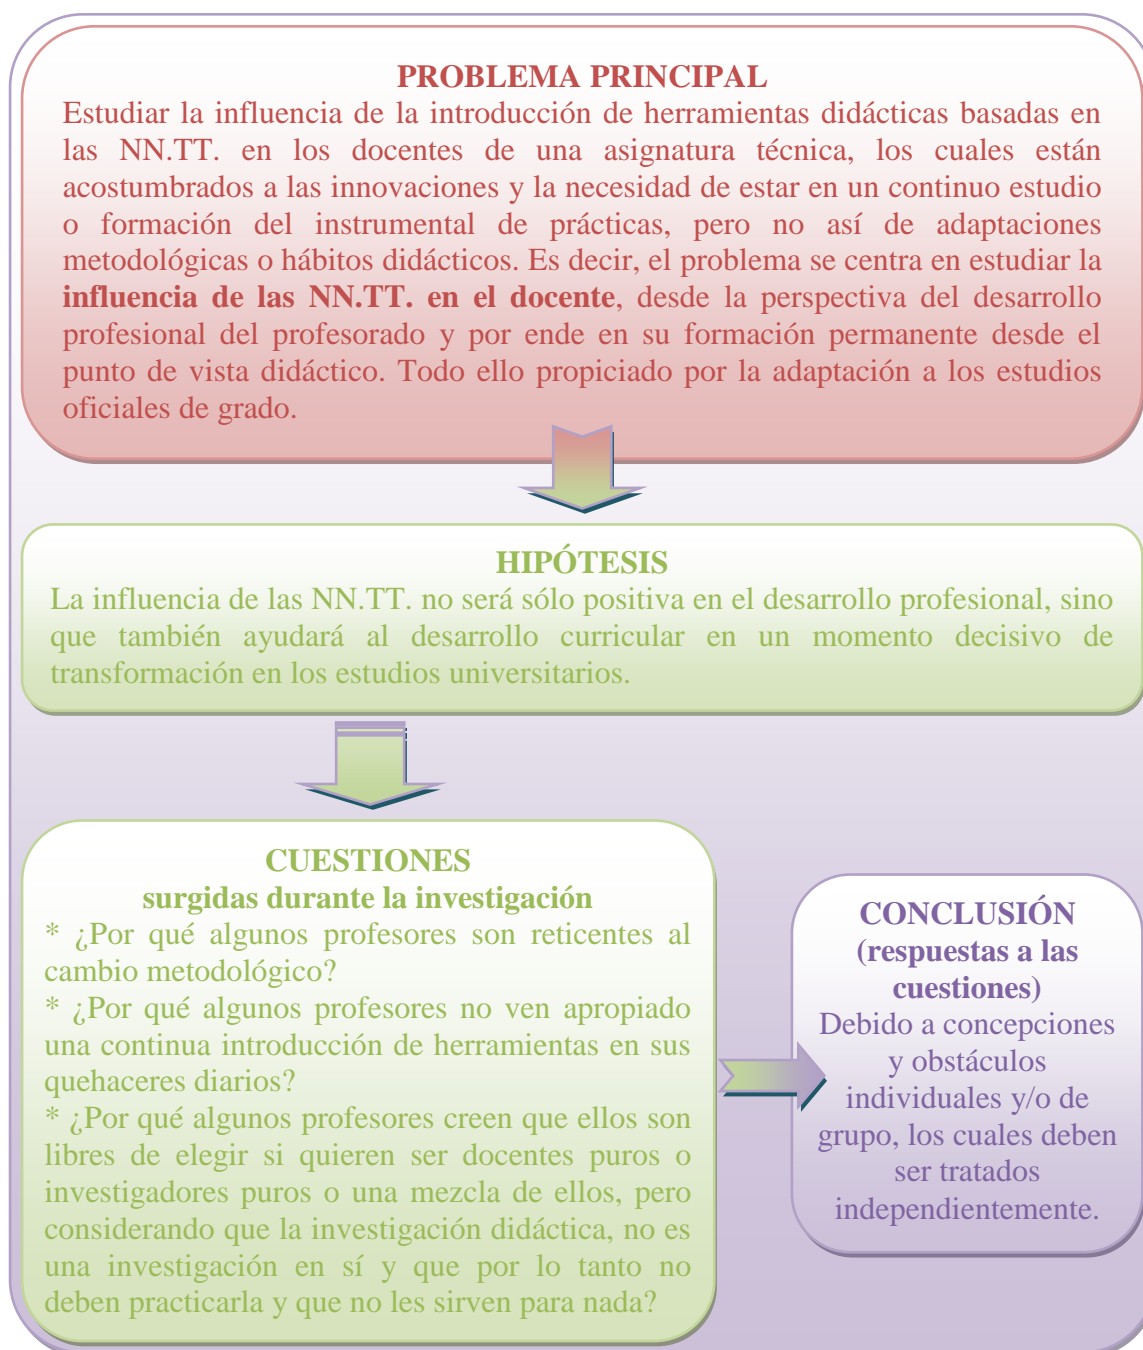 PROBLEMA PRINCIPAL
Estudiar la influencia de la introducción de herramientas didácticas basadas en
las NN.TT. en los docentes de una asignatura técnica, los cuales están
acostumbrados a las innovaciones y la necesidad de estar en un continuo estudio
o formación del instrumental de prácticas, pero no así de adaptaciones
metodológicas o hábitos didácticos. Es decir, el problema se centra en estudiar la
influencia de las NN.TT. en el docente, desde la perspectiva del desarrollo
profesional del profesorado y por ende en su formación permanente desde el
punto de vista didáctico. Todo ello propiciado por la adaptación a los estudios
oficiales de grado.
HIPÓTESIS
La influencia de las NN.TT. no será sólo positiva en el desarrollo profesional, sino
que también ayudará al desarrollo curricular en un momento decisivo de
transformación en los estudios universitarios.
CUESTIONES
surgidas durante la investigación
* ¿Por qué algunos profesores son reticentes al
cambio metodológico?
* ¿Por qué algunos profesores no ven apropiado
una continua introducción de herramientas en sus
quehaceres diarios?
* ¿Por qué algunos profesores creen que ellos son
libres de elegir si quieren ser docentes puros o
investigadores puros o una mezcla de ellos, pero
considerando que la investigación didáctica, no es
una investigación en sí y que por lo tanto no
deben practicarla y que no les sirven para nada?
CONCLUSIÓN
(respuestas a las
cuestiones)
Debido a concepciones
y obstáculos
individuales y/o de
grupo, los cuales deben
ser tratados
independientemente.